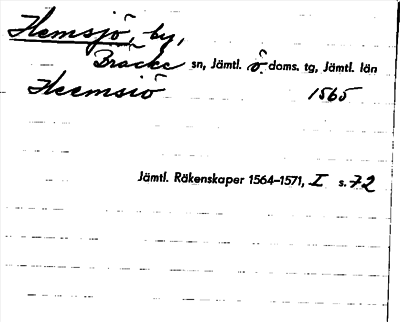 Hemsjö, by,
Bräcke sn, Jämtl. ö. doms. tg, Jämtl. län
Heemsiö 1565
Jämtl. Räkenskaper 1564–1571, I s. 72